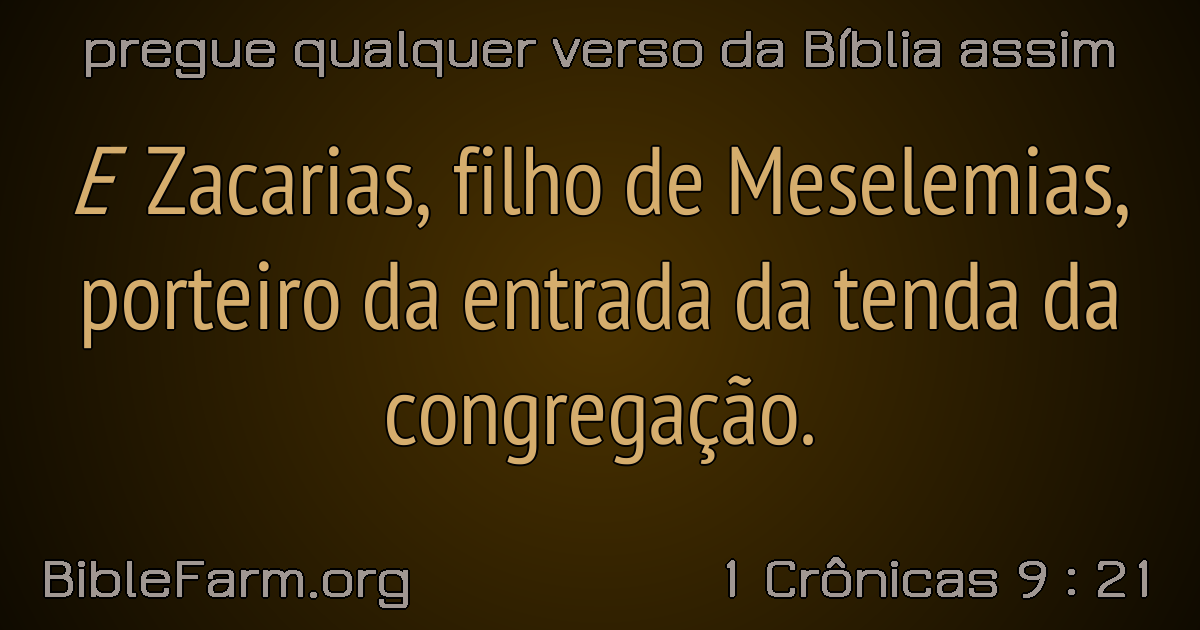 pregue qualquer verso da Bíblia assim
E Zacarias, filho de Meselemias,
porteiro da entrada da tenda da
congregação.
BibleFarm.org
1 Crônicas 9 : 21